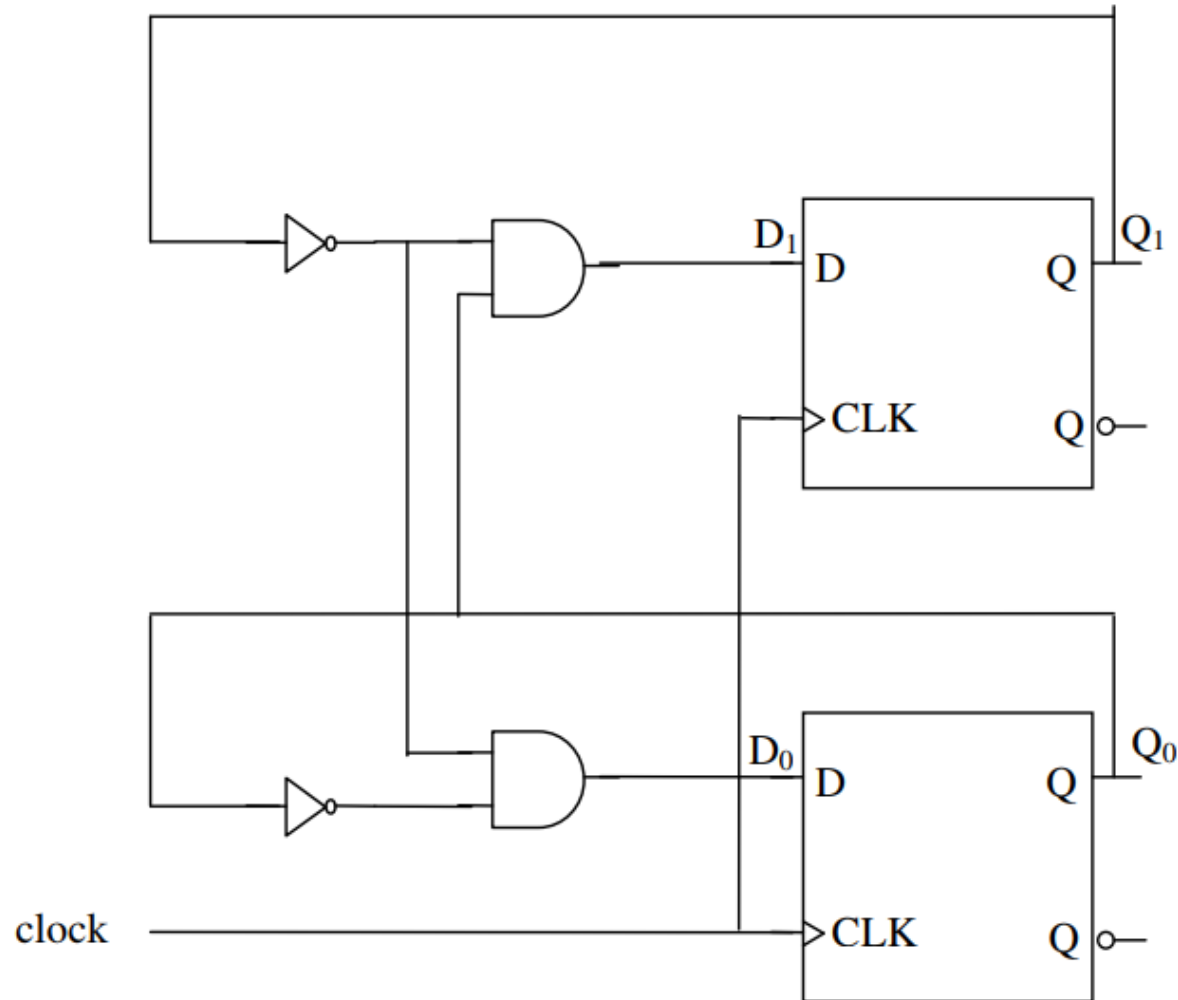 D₁ Q₁
D Q
CLK Q
D₀ Q₀
D Q
clock CLK Q